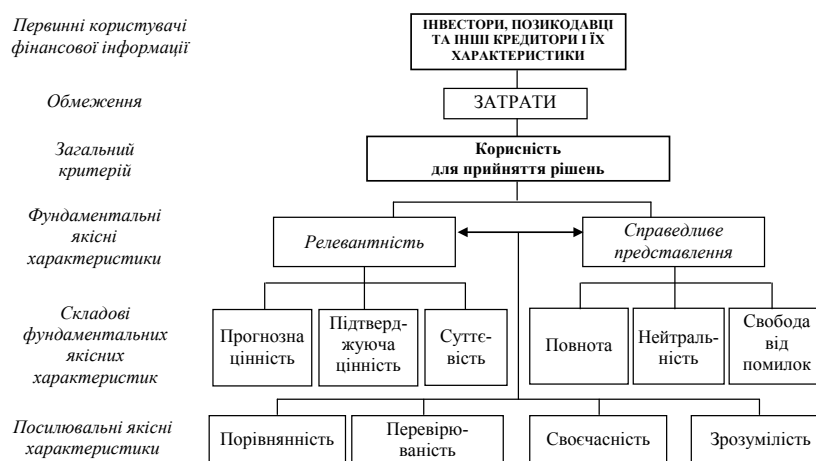 Первинні користувачі
фінансової інформації
ІНВЕСТОРИ, ПОЗИКОДАВЦІ
ТА ІНШІ КРЕДИТОРИ І ЇХ
ХАРАКТЕРИСТИКИ
Обмеження
ЗАТРАТИ
Загальний
критерій
Корисність
для прийняття рішень
Фундаментальні
якісні
характеристики
Релевантність
Справедливе
представлення
Складові
фундаментальних
якісних
характеристик
Прогнозна
цінність
Підтверд-
жуюча
цінність
Суттє-
вість
Повнота
Нейтраль-
ність
Свобода
від
помилок
Посилювальні якісні
характеристики
Порівнянність
Перевірю-
ваність
Своєчасність
Зрозумілість